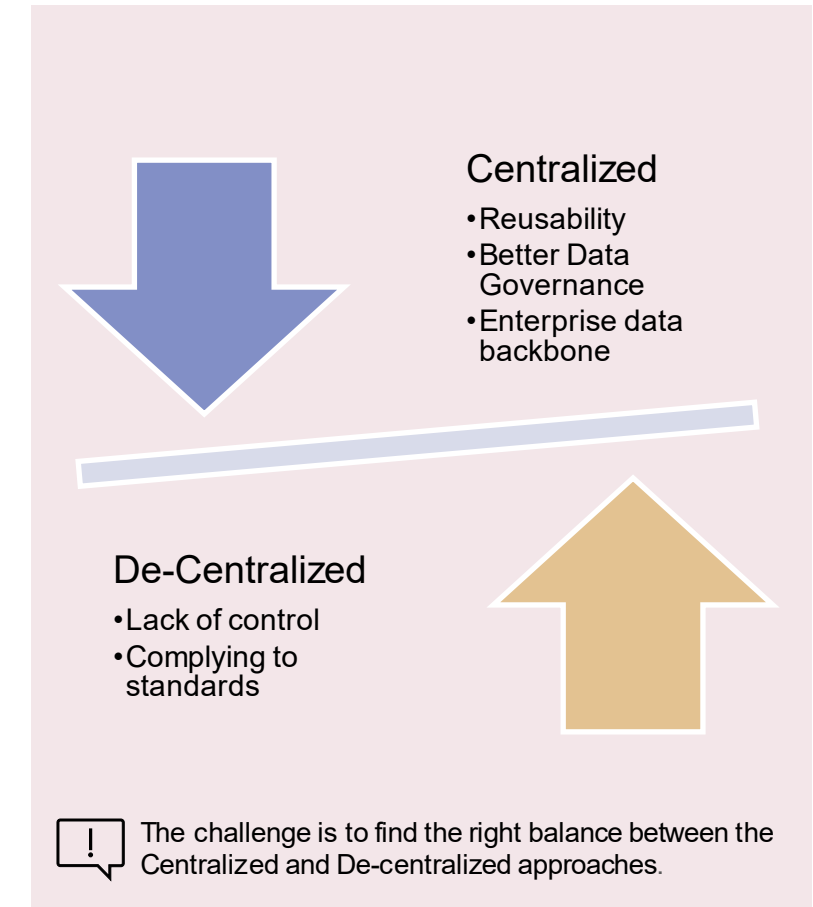 Centralized
•Reusability
•Better Data
Governance
•Enterprise data
backbone
De-Centralized
•Lack of control
•Complying to
standards
!
The challenge is to find the right balance between the
Centralized and De-centralized approaches.